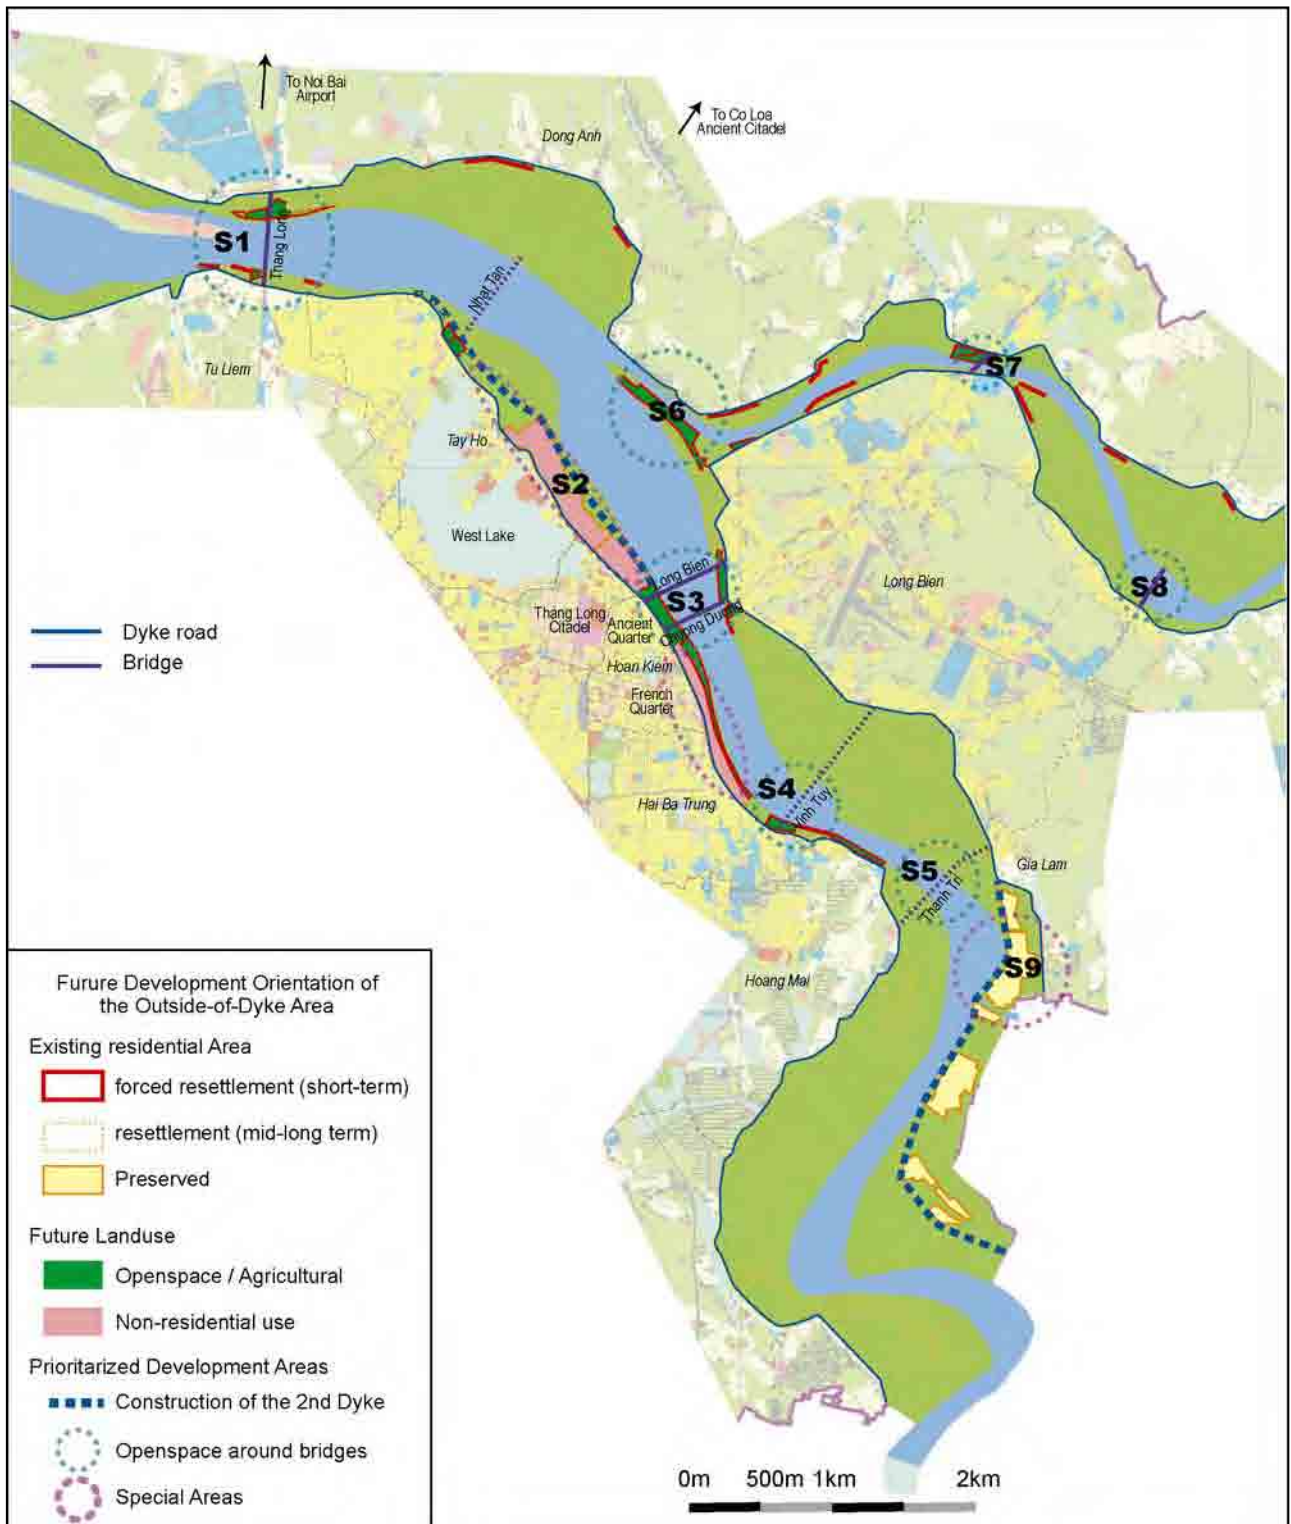 To Noi Bai
Airport
To Co Loa
Ancient Citadel
Dong Anh
S1
Thang Long
Nhat Tan
Tu Liem
S6
S7
Tay Ho
S2
West Lake
Long Bien
S3
Chuong Duong
Long Bien
S8
Thang Long
Citadel
Ancient
Quarter
Hoan Kiem
French
Quarter
Dyke road
Bridge
S4
Vinh Tuy
Hai Ba Trung
S5
Thanh Tri
Gia Lam
S9
Hoang Mai
Furure Development Orientation of
the Outside-of-Dyke Area
Existing residential Area
forced resettlement (short-term)
resettlement (mid-long term)
Preserved
Future Landuse
Openspace / Agricultural
Non-residential use
Prioritarized Development Areas
Construction of the 2nd Dyke
Openspace around bridges
Special Areas
0m 500m 1km 2km